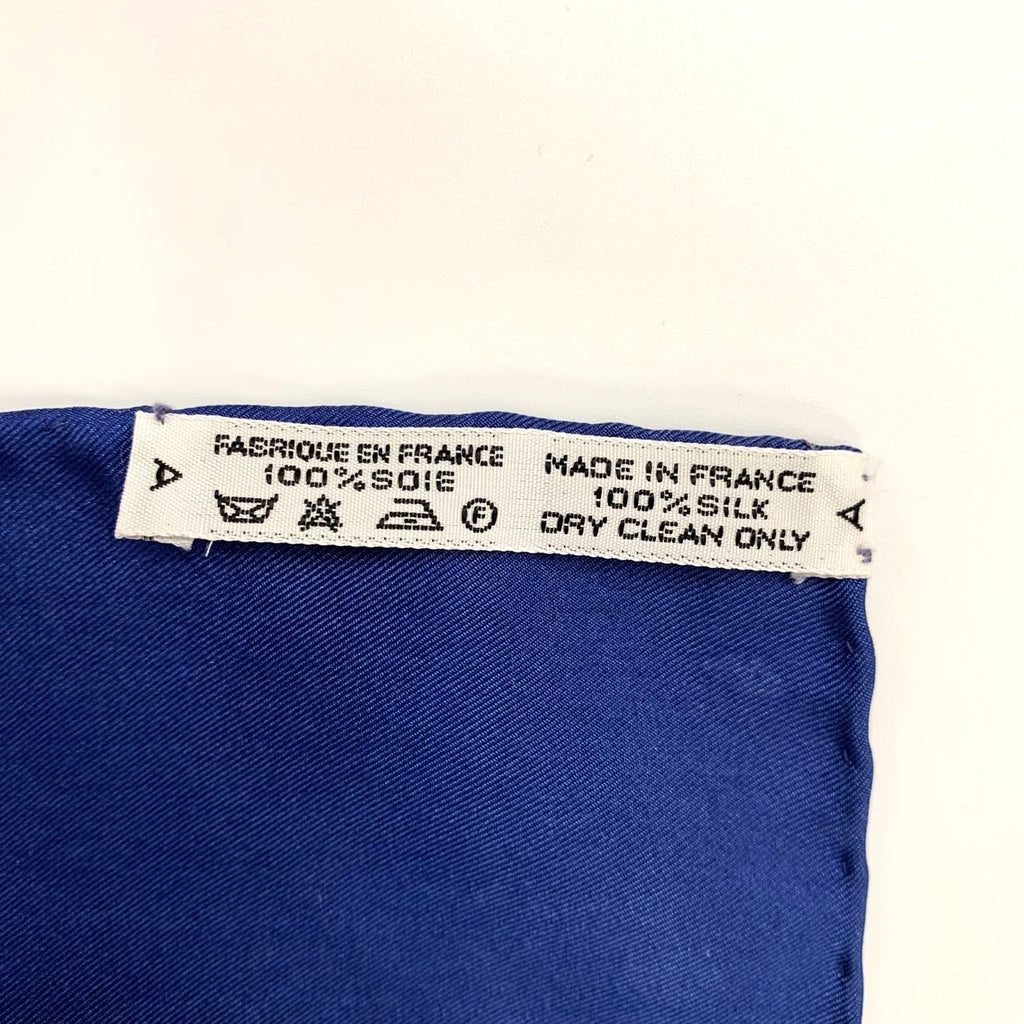 A
FABRIQUE EN FRANCE
100%SOIE
F
MADE IN FRANCE
100%SILK
DRY CLEAN ONLY
A